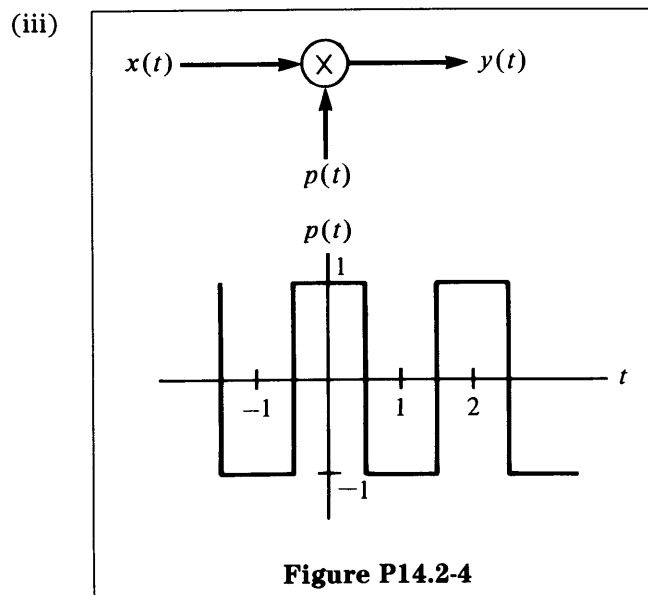 (iii)
x(t) × y(t)
p(t)
p(t)
1
−1 1 2 t
−1
Figure P14.2-4